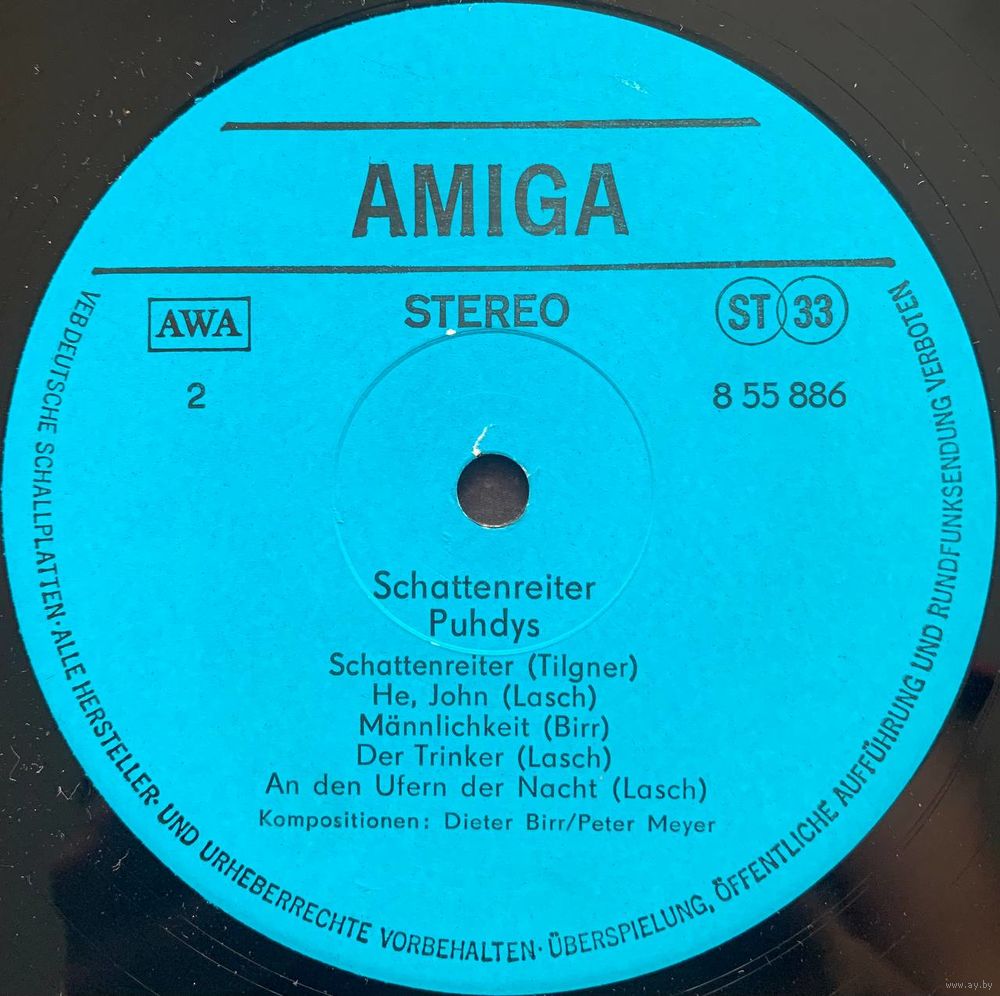 AMIGA
AWA
STEREO
ST 33
2
8 55 886
Schattenreiter
Puhdys
Schattenreiter (Tilgner)
He, John (Lasch)
Männlichkeit (Birr)
Der Trinker (Lasch)
An den Ufern der Nacht (Lasch)
Kompositionen: Dieter Birr/Peter Meyer
VEB DEUTSCHE SCHALLPLATTEN · ALLE HERSTELLER- UND URHEBERRECHTE VORBEHALTEN · ÜBERSPIELUNG, ÖFFENTLICHE AUFFÜHRUNG UND RUNDFUNKSENDUNG VERBOTEN
www.ay.by